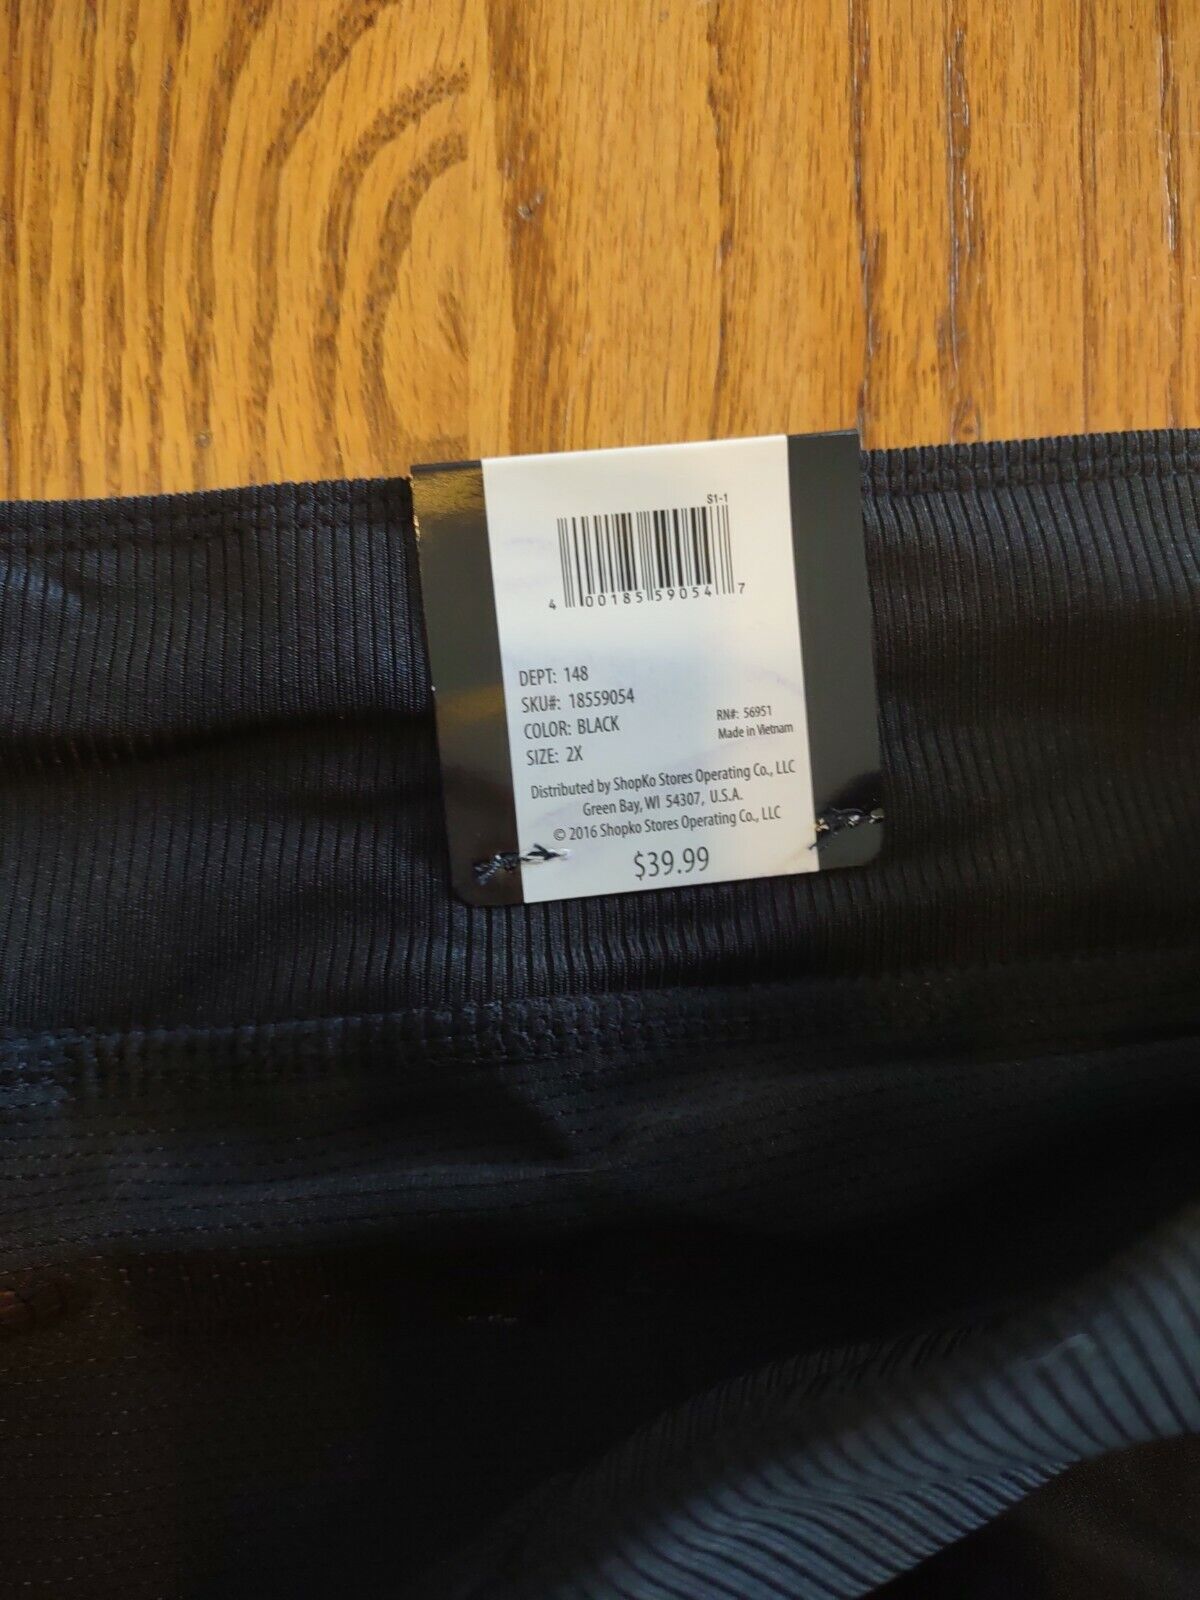 S1-1
4 00185 59054 7
DEPT: 148
SKU#: 18559054
COLOR: BLACK
SIZE: 2X
RN#: 56951
Made in Vietnam
Distributed by ShopKo Stores Operating Co., LLC
Green Bay, WI 54307, U.S.A.
© 2016 Shopko Stores Operating Co., LLC
$39.99